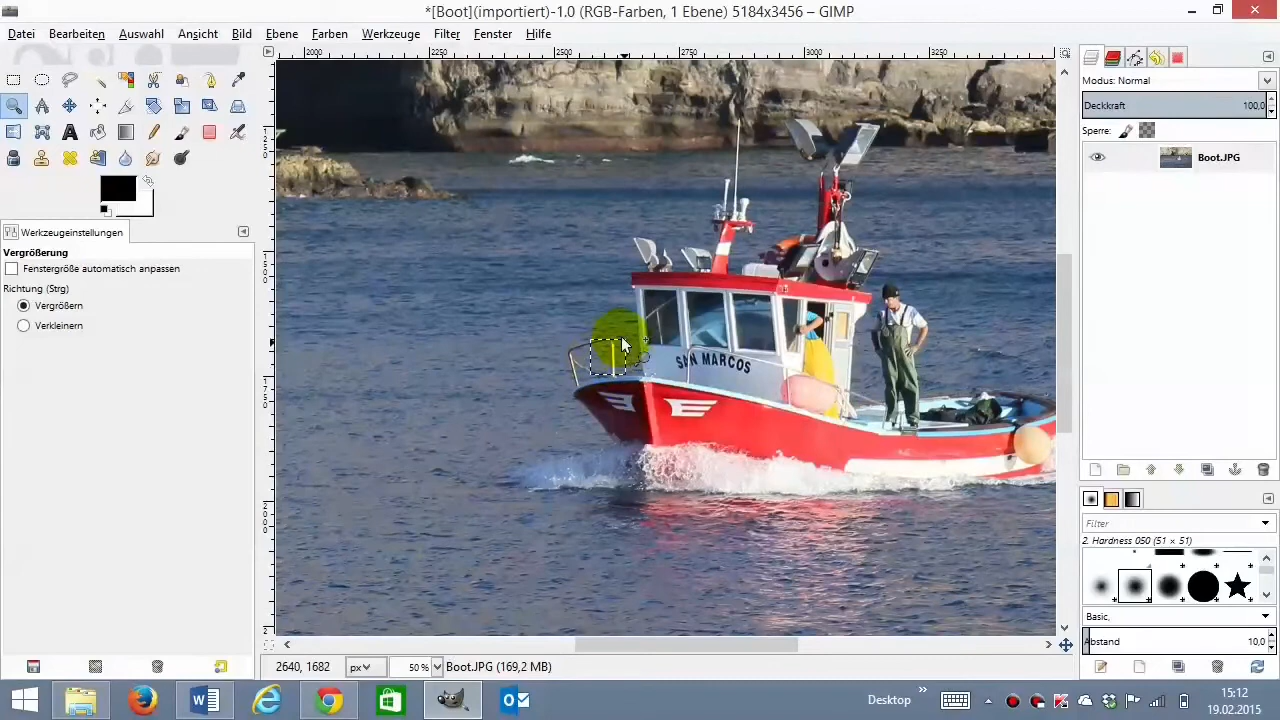 *[Boot](importiert)-1.0 (RGB-Farben, 1 Ebene) 5184x3456 – GIMP
Datei Bearbeiten Auswahl Ansicht Bild Ebene Farben Werkzeuge Filter Fenster Hilfe
2000 2250 2500 2750 3000 3250
Modus: Normal
Deckkraft 100,0
Sperre:
Boot.JPG
Werkzeugeinstellungen
Vergrößerung
Fenstergröße automatisch anpassen
Richtung (Strg)
Vergrößern
Verkleinern
SAN MARCOS
Filter
2. Hardness 050 (51 × 51)
Basic,
Abstand 10,0
2640, 1682 px 50 % Boot.JPG (169,2 MB)
Desktop
15:12
19.02.2015